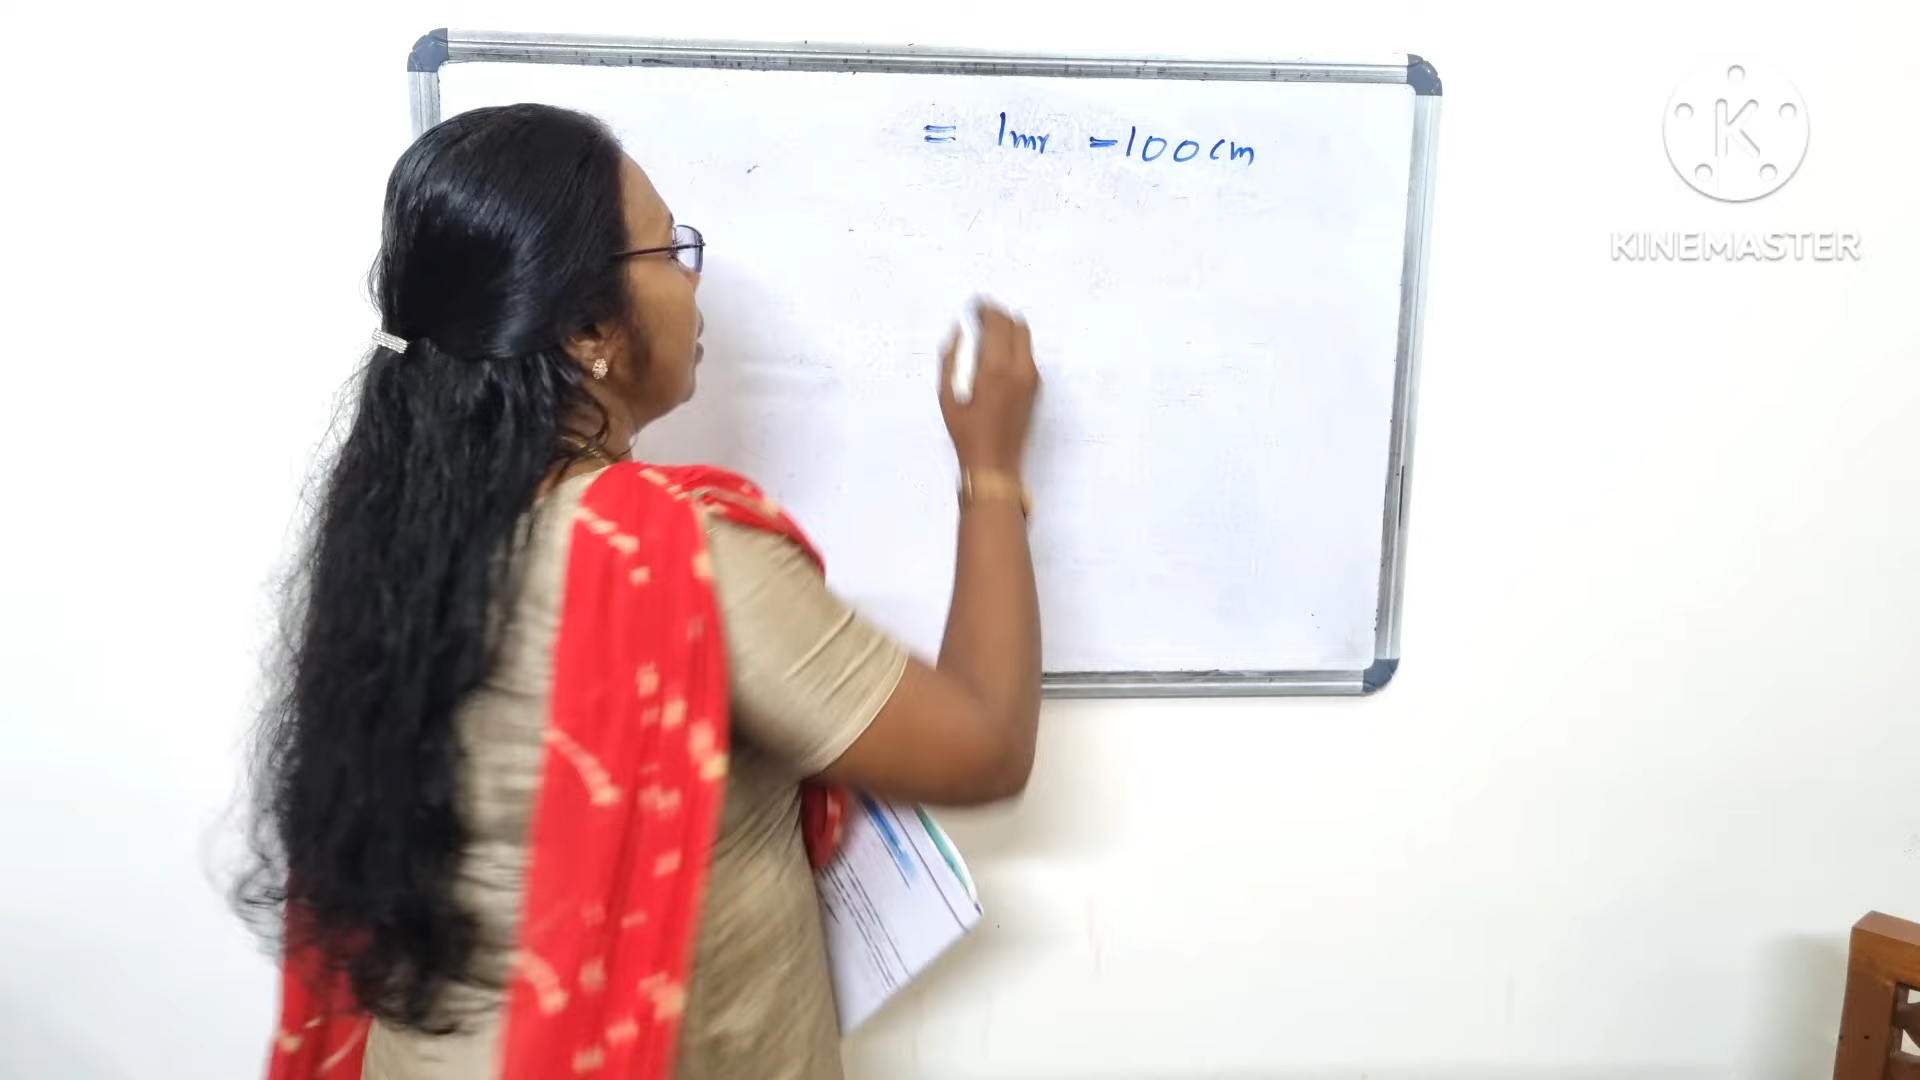 = 1mr = 100cm
K
KINEMASTER